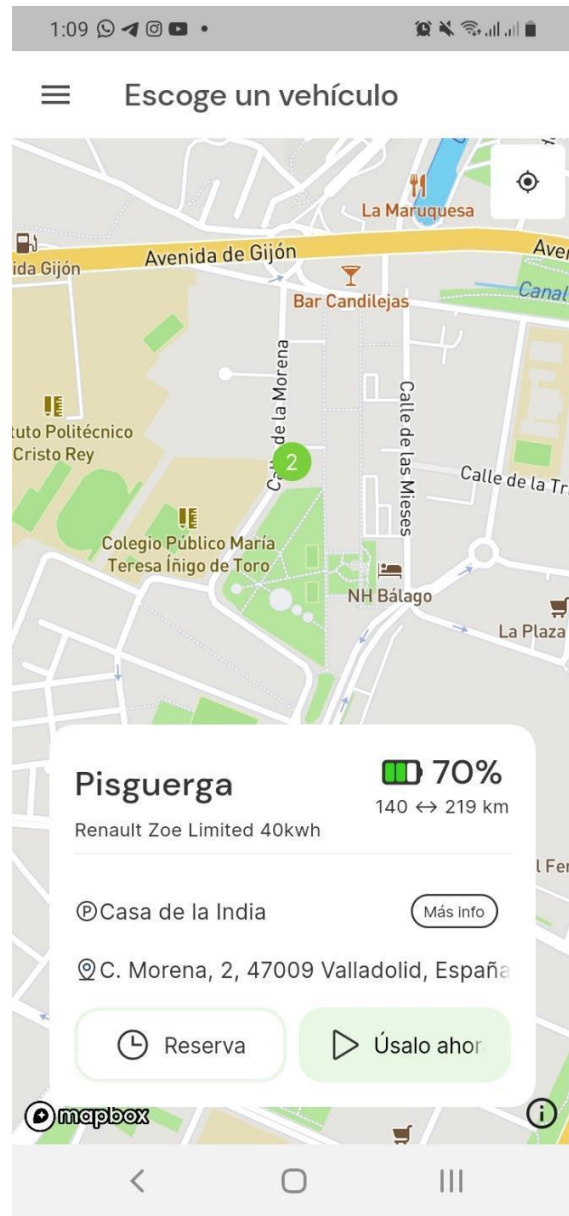 1:09
Escoge un vehículo
La Maruquesa
Avenida de Gijón
Aver
ida Gijón
Bar Candilejas
Canal
Calle de la Morena
Calle de las Mieses
tuto Politécnico
Cristo Rey
2
Calle de la Tr
Colegio Público María
Teresa Íñigo de Toro
NH Bálago
La Plaza
Pisguerga
70%
140 ↔ 219 km
Renault Zoe Limited 40kwh
l Fer
Casa de la India
Más info
C. Morena, 2, 47009 Valladolid, España
Reserva
Úsalo ahor
mapbox